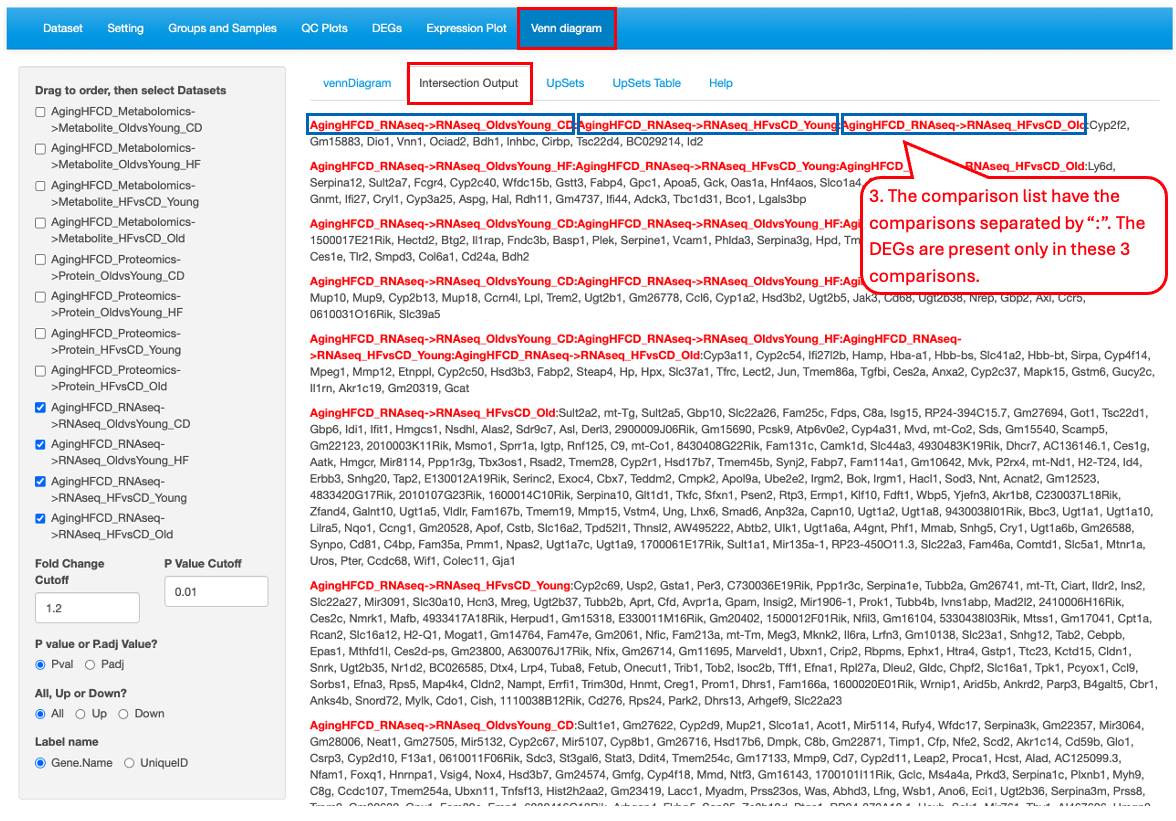 Dataset Setting Groups and Samples QC Plots DEGs Expression Plot Venn diagram
Drag to order, then select Datasets
AgingHFCD_Metabolomics-
>Metabolite_OldvsYoung_CD
AgingHFCD_Metabolomics-
>Metabolite_OldvsYoung_HF
AgingHFCD_Metabolomics-
>Metabolite_HFvsCD_Young
AgingHFCD_Metabolomics-
>Metabolite_HFvsCD_Old
AgingHFCD_Proteomics-
>Protein_OldvsYoung_CD
AgingHFCD_Proteomics-
>Protein_OldvsYoung_HF
AgingHFCD_Proteomics-
>Protein_HFvsCD_Young
AgingHFCD_Proteomics-
>Protein_HFvsCD_Old
AgingHFCD_RNAseq-
>RNAseq_OldvsYoung_CD
AgingHFCD_RNAseq-
>RNAseq_OldvsYoung_HF
AgingHFCD_RNAseq-
>RNAseq_HFvsCD_Young
AgingHFCD_RNAseq-
>RNAseq_HFvsCD_Old
Fold Change
Cutoff
P Value Cutoff
1.2
0.01
P value or P.adj Value?
Pval Padj
All, Up or Down?
All Up Down
Label name
Gene.Name UniqueID
vennDiagram Intersection Output UpSets UpSets Table Help
AgingHFCD_RNAseq->RNAseq_OldvsYoung_CD:AgingHFCD_RNAseq->RNAseq_HFvsCD_Young:AgingHFCD_RNAseq->RNAseq_HFvsCD_Old:Cyp2f2,
Gm15883, Dio1, Vnn1, Ociad2, Bdh1, Inhbc, Cirbp, Tsc22d4, BC029214, Id2
AgingHFCD_RNAseq->RNAseq_OldvsYoung_HF:AgingHFCD_RNAseq->RNAseq_HFvsCD_Young:AgingHFCD_ RNAseq_HFvsCD_Old:Ly6d,
Serpina12, Sult2a7, Fcgr4, Cyp2c40, Wfdc15b, Gstt3, Fabp4, Gpc1, Apoa5, Gck, Oas1a, Hnf4aos, Slco1a4,
Gnmt, Ifi27, Cryl1, Cyp3a25, Aspg, Hal, Rdh11, Gm4737, Ifi44, Adck3, Tbc1d31, Bco1, Lgals3bp
AgingHFCD_RNAseq->RNAseq_OldvsYoung_CD:AgingHFCD_RNAseq->RNAseq_OldvsYoung_HF:
1500017E21Rik, Hectd2, Btg2, Il1rap, Fndc3b, Basp1, Plek, Serpine1, Vcam1, Phlda3, Serpina3g, Hpd,
Ces1e, Tlr2, Smpd3, Col6a1, Cd24a, Bdh2
AgingHFCD_RNAseq->RNAseq_OldvsYoung_CD:AgingHFCD_RNAseq->RNAseq_OldvsYoung_HF:
Mup10, Mup9, Cyp2b13, Mup18, Ccrn4l, Lpl, Trem2, Ugt2b1, Gm26778, Ccl6, Cyp1a2, Hsd3b2, Ugt2b5, Jak3, Cd68, Ugt2b38, Nrep, Gbp2, Axl, Ccr5,
0610031O16Rik, Slc39a5
3. The comparison list have the
comparisons separated by “:”. The
DEGs are present only in these 3
comparisons.
AgingHFCD_RNAseq->RNAseq_OldvsYoung_CD:AgingHFCD_RNAseq->RNAseq_OldvsYoung_HF:AgingHFCD_RNAseq-
>RNAseq_HFvsCD_Young:AgingHFCD_RNAseq->RNAseq_HFvsCD_Old:Cyp3a11, Cyp2c54, Ifi27l2b, Hamp, Hba-a1, Hbb-bs, Slc41a2, Hbb-bt, Sirpa, Cyp4f14,
Mpeg1, Mmp12, Etnppl, Cyp2c50, Hsd3b3, Fabp2, Steap4, Hp, Hpx, Slc37a1, Tfrc, Lect2, Jun, Tmem86a, Tgfbi, Ces2a, Anxa2, Cyp2c37, Mapk15, Gstm6, Gucy2c,
Il1rn, Akr1c19, Gm20319, Gcat
AgingHFCD_RNAseq->RNAseq_HFvsCD_Old:Sult2a2, mt-Tg, Sult2a5, Gbp10, Slc22a26, Fam25c, Fdps, C8a, Isg15, RP24-394C15.7, Gm27694, Got1, Tsc22d1,
Gbp6, Idi1, Ifit1, Hmgcs1, Nsdhl, Alas2, Sdr9c7, Asl, Derl3, 2900009J06Rik, Gm15690, Pcsk9, Atp6v0e2, Cyp4a31, Mvd, mt-Co2, Sds, Gm15540, Scamp5,
Gm22123, 2010003K11Rik, Msmo1, Sprr1a, Igtp, Rnf125, C9, mt-Co1, 8430408G22Rik, Fam131c, Camk1d, Slc44a3, 4930483K19Rik, Dhcr7, AC136146.1, Ces1g,
Aatk, Hmgcr, Mir8114, Ppp1r3g, Tbx3os1, Rsad2, Tmem28, Cyp2r1, Hsd17b7, Tmem45b, Synj2, Fabp7, Fam114a1, Gm10642, Mvk, P2rx4, mt-Nd1, H2-T24, Id4,
Erbb3, Snhg20, Tap2, E130012A19Rik, Serinc2, Exoc4, Cbx7, Teddm2, Cmpk2, Apol9a, Ube2e2, Irgm2, Bok, Irgm1, Hacl1, Sod3, Nnt, Acnat2, Gm12523,
4833420G17Rik, 2010107G23Rik, 1600014C10Rik, Serpina10, Glt1d1, Tkfc, Sfxn1, Psen2, Rtp3, Ermp1, Klf10, Fdft1, Wbp5, Yjefn3, Akr1b8, C230037L18Rik,
Zfand4, Galnt10, Ugt1a5, Vldlr, Fam167b, Tmem19, Mmp15, Vstm4, Ung, Lhx6, Smad6, Anp32a, Capn10, Ugt1a2, Ugt1a8, 9430038I01Rik, Bbc3, Ugt1a1, Ugt1a10,
Lilra5, Nqo1, Ccng1, Gm20528, Apof, Cstb, Slc16a2, Tpd52l1, Thnsl2, AW495222, Abtb2, Ulk1, Ugt1a6a, A4gnt, Phf1, Mmab, Snhg5, Cry1, Ugt1a6b, Gm26588,
Synpo, Cd81, C4bp, Fam35a, Pmm1, Npas2, Ugt1a7c, Ugt1a9, 1700061E17Rik, Sult1a1, Mir135a-1, RP23-450O11.3, Slc22a3, Fam46a, Comtd1, Slc5a1, Mtnr1a,
Uros, Pter, Ccdc68, Wif1, Colec11, Gja1
AgingHFCD_RNAseq->RNAseq_HFvsCD_Young:Cyp2c69, Usp2, Gsta1, Per3, C730036E19Rik, Ppp1r3c, Serpina1e, Tubb2a, Gm26741, mt-Tt, Ciart, Ildr2, Ins2,
Slc22a27, Mir3091, Slc30a10, Hcn3, Mreg, Ugt2b37, Tubb2b, Aprt, Cfd, Avpr1a, Gpam, Insig2, Mir1906-1, Prok1, Tubb4b, Ivns1abp, Mad2l2, 2410006H16Rik,
Ces2c, Nmrk1, Mafb, 4933417A18Rik, Herpud1, Gm15318, E330011M16Rik, Gm20402, 1500012F01Rik, Nfil3, Gm16104, 5330438I03Rik, Mtss1, Gm17041, Cpt1a,
Rcan2, Slc16a12, H2-Q1, Mogat1, Gm14764, Fam47e, Gm2061, Nfic, Fam213a, mt-Tm, Meg3, Mknk2, Il6ra, Lrfn3, Gm10138, Slc23a1, Snhg12, Tab2, Cebpb,
Epas1, Mthfd1l, Ces2d-ps, Gm23800, A630076J17Rik, Nfix, Gm26714, Gm11695, Marveld1, Ubxn1, Crip2, Rbpms, Ephx1, Htra4, Gstp1, Ttc23, Kctd15, Cldn1,
Snrk, Ugt2b35, Nr1d2, BC026585, Dtx4, Lrp4, Tuba8, Fetub, Onecut1, Trib1, Tob2, Isoc2b, Tff1, Efna1, Rpl27a, Dleu2, Gldc, Chpf2, Slc16a1, Tpk1, Pcyox1, Ccl9,
Sorbs1, Efna3, Rps5, Map4k4, Cldn2, Nampt, Errfi1, Trim30d, Hnmt, Creg1, Prom1, Dhrs1, Fam166a, 1600020E01Rik, Wrnip1, Arid5b, Ankrd2, Parp3, B4galt5, Cbr1,
Anks4b, Snord72, Mylk, Cdo1, Cish, 1110038B12Rik, Cd276, Rps24, Park2, Dhrs13, Arhgef9, Slc22a23
AgingHFCD_RNAseq->RNAseq_OldvsYoung_CD:Sult1e1, Gm27622, Cyp2d9, Mup21, Slco1a1, Acot1, Mir5114, Rufy4, Wfdc17, Serpina3k, Gm22357, Mir3064,
Gm28006, Neat1, Gm27505, Mir5132, Cyp2c67, Mir5107, Cyp8b1, Gm26716, Hsd17b6, Dmpk, C8b, Gm22871, Timp1, Cfp, Nfe2, Scd2, Akr1c14, Cd59b, Glo1,
Csrp3, Cyp2d10, F13a1, 0610011F06Rik, Sdc3, St3gal6, Stat3, Ddit4, Tmem254c, Gm17133, Mmp9, Cd7, Cyp2d11, Leap2, Proca1, Hcst, Alad, AC125099.3,
Nfam1, Foxq1, Hnrnpa1, Vsig4, Nox4, Hsd3b7, Gm24574, Gmfg, Cyp4f18, Mmd, Ntf3, Gm16143, 1700101I11Rik, Gclc, Ms4a4a, Prkd3, Serpina1c, Plxnb1, Myh9,
C8g, Ccdc107, Tmem254a, Ubxn11, Tnfsf13, Hist2h2aa2, Gm23419, Lacc1, Myadm, Prss23os, Was, Abhd3, Lfng, Wsb1, Ano6, Eci1, Ugt2b36, Serpina3m, Prss8,